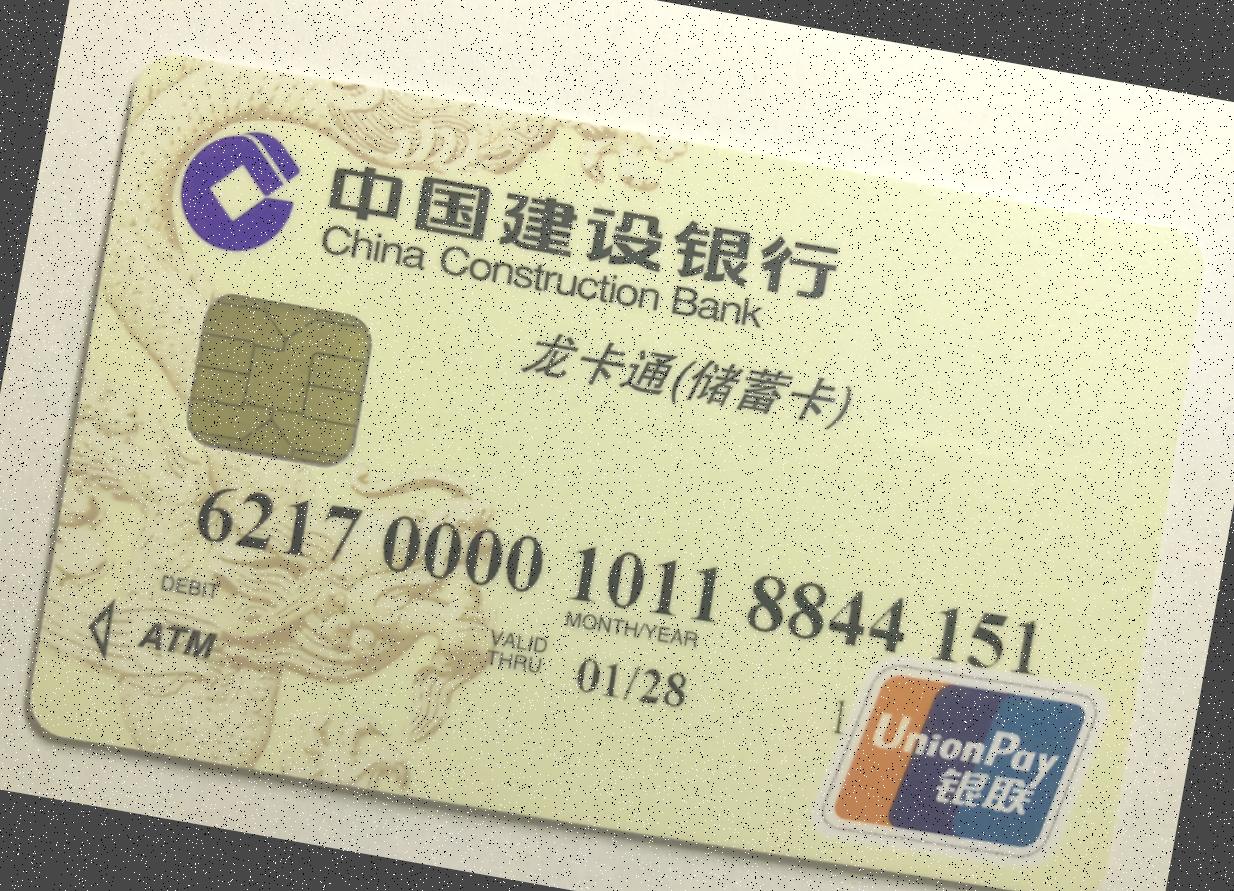 中国建设银行
China Construction Bank
龙卡通(储蓄卡)
6217 0000 1011 8844 151
DEBIT
MONTH/YEAR
ATM
VALID
THRU
01/28
UnionPay
银联